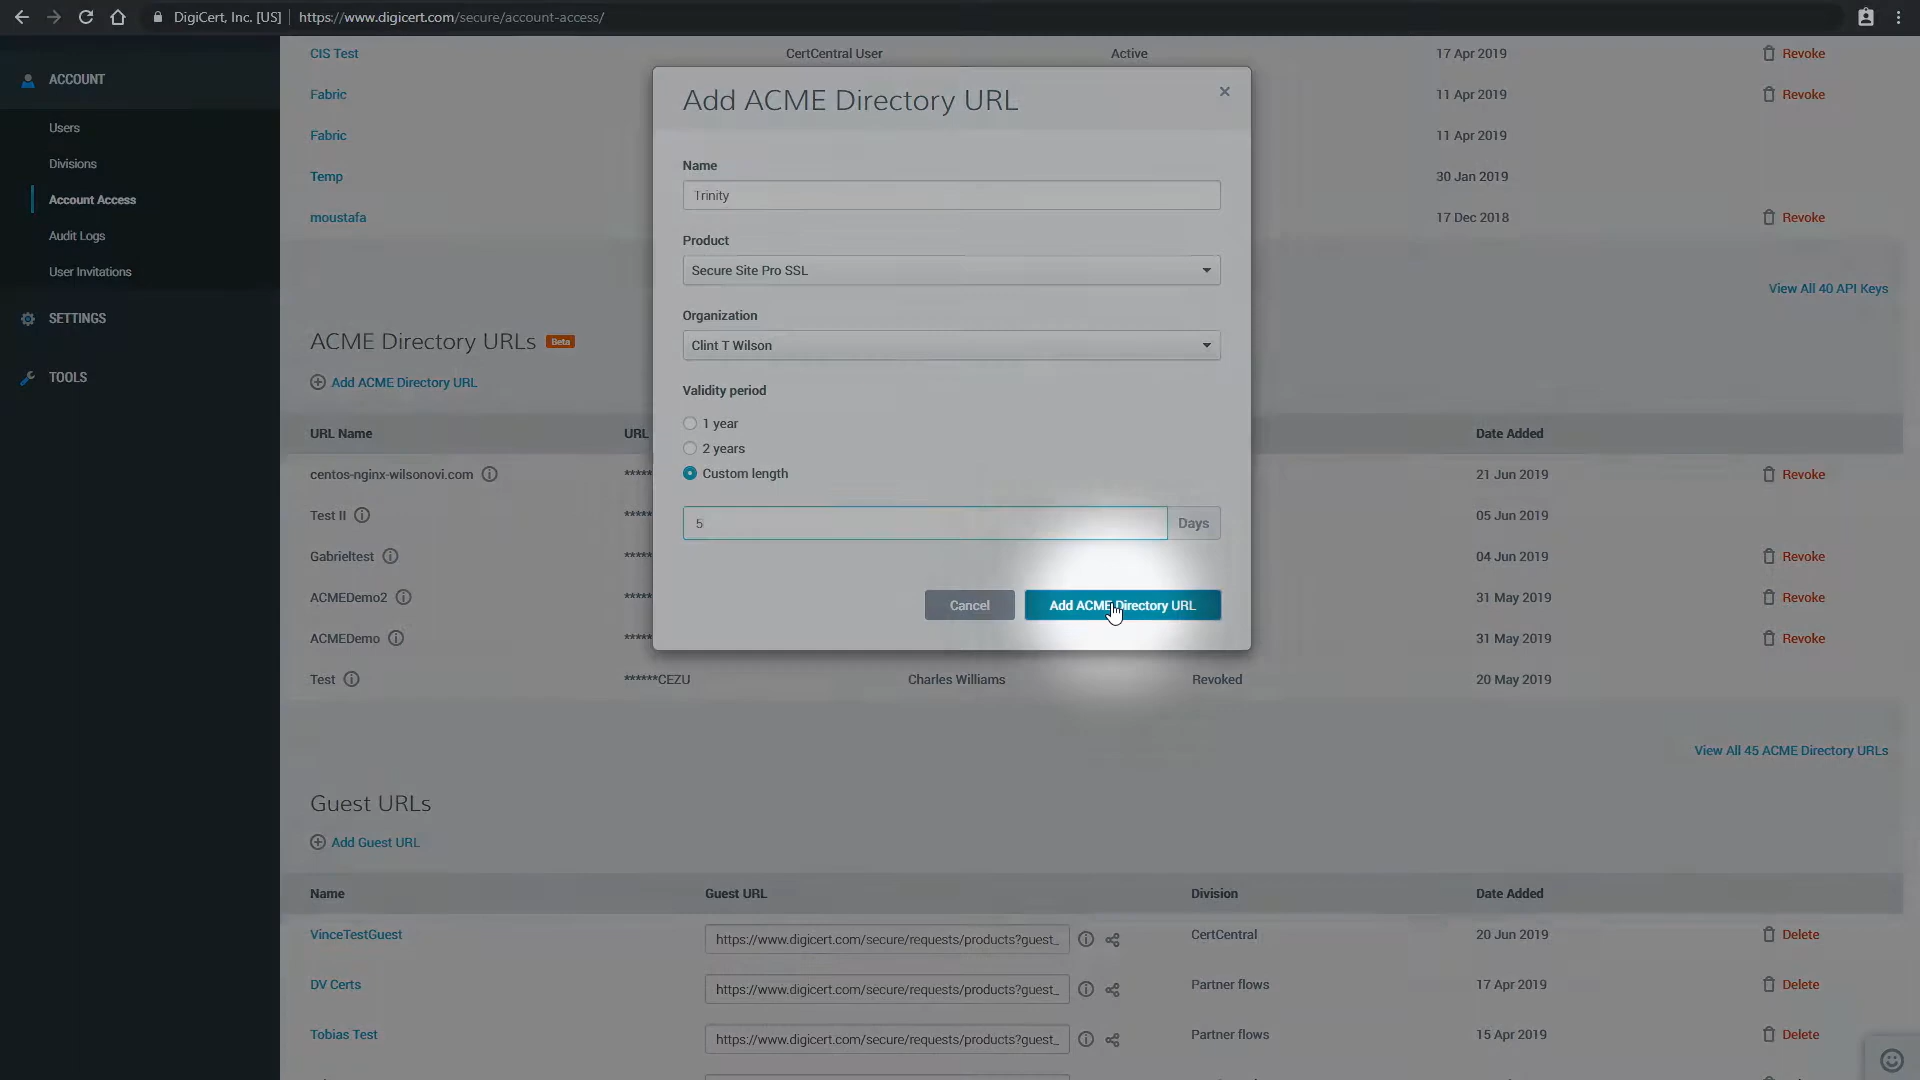 DigiCert, Inc. [US] https://www.digicert.com/secure/account-access/
ACCOUNT
Users
Divisions
Account Access
Audit Logs
User Invitations
SETTINGS
TOOLS
CIS Test CertCentral User Active 17 Apr 2019 Revoke
Fabric 11 Apr 2019 Revoke
Fabric 11 Apr 2019
Temp 30 Jan 2019
moustafa 17 Dec 2018 Revoke
View All 40 API Keys
Add ACME Directory URL
×
Name
Trinity
Product
Secure Site Pro SSL
Organization
Clint T Wilson
Validity period
1 year
2 years
Custom length
5 Days
Cancel Add ACME Directory URL
ACME Directory URLs Beta
Add ACME Directory URL
URL Name URL Date Added
centos-nginx-wilsonovi.com ***** 21 Jun 2019 Revoke
Test II ***** 05 Jun 2019
Gabrieltest ***** 04 Jun 2019 Revoke
ACMEDemo2 ***** 31 May 2019 Revoke
ACMEDemo ***** 31 May 2019 Revoke
Test ******CEZU Charles Williams Revoked 20 May 2019
View All 45 ACME Directory URLs
Guest URLs
Add Guest URL
Name Guest URL Division Date Added
VinceTestGuest https://www.digicert.com/secure/requests/products?guest_ CertCentral 20 Jun 2019 Delete
DV Certs https://www.digicert.com/secure/requests/products?guest_ Partner flows 17 Apr 2019 Delete
Tobias Test https://www.digicert.com/secure/requests/products?guest_ Partner flows 15 Apr 2019 Delete